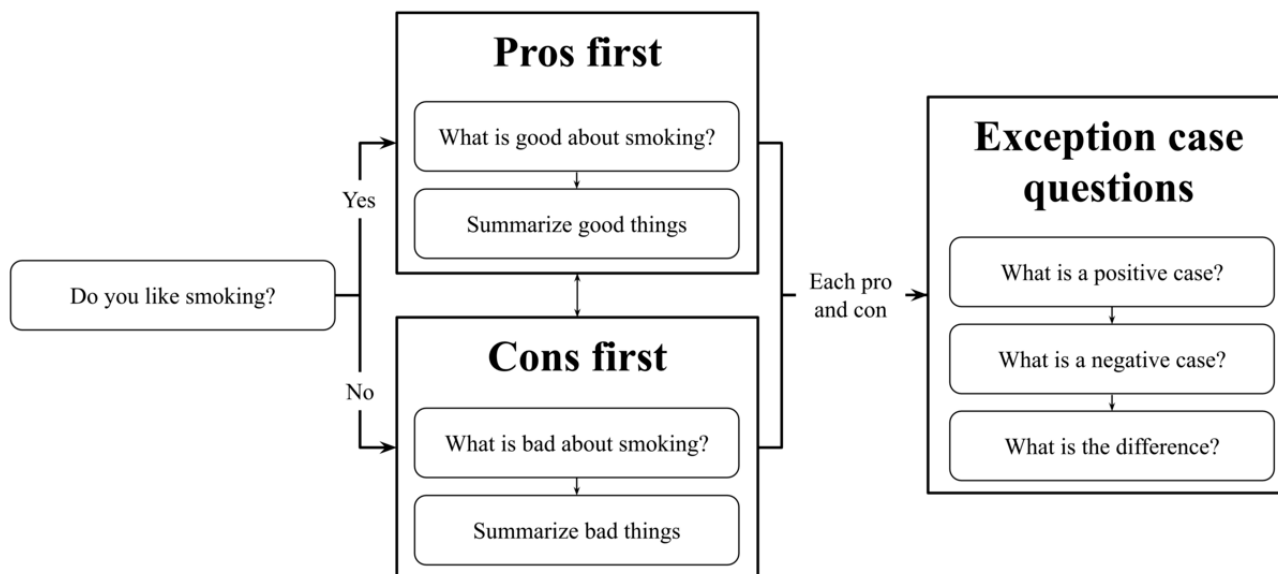 Do you like smoking?
Yes
No
Pros first
What is good about smoking?
Summarize good things
Cons first
What is bad about smoking?
Summarize bad things
Each pro
and con
Exception case
questions
What is a positive case?
What is a negative case?
What is the difference?